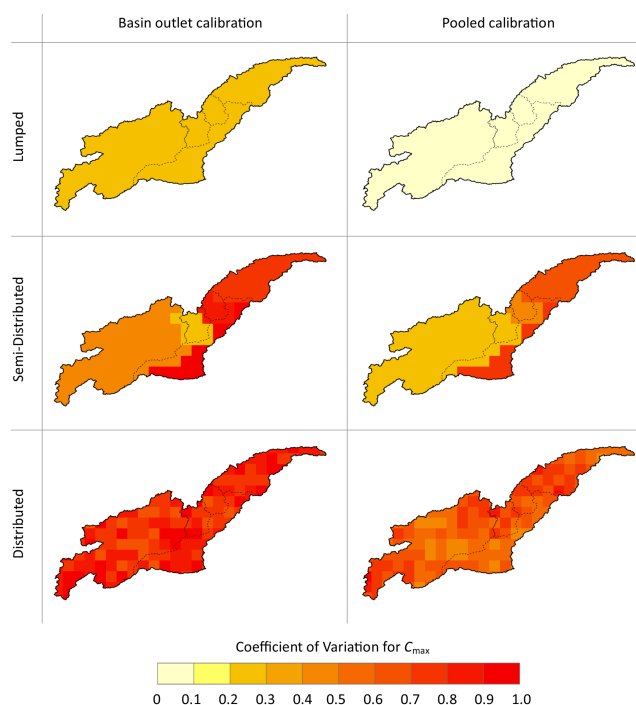 Basin outlet calibration
Pooled calibration
Lumped
Semi-Distributed
Distributed
Coefficient of Variation for Cmax
0 0.1 0.2 0.3 0.4 0.5 0.6 0.7 0.8 0.9 1.0